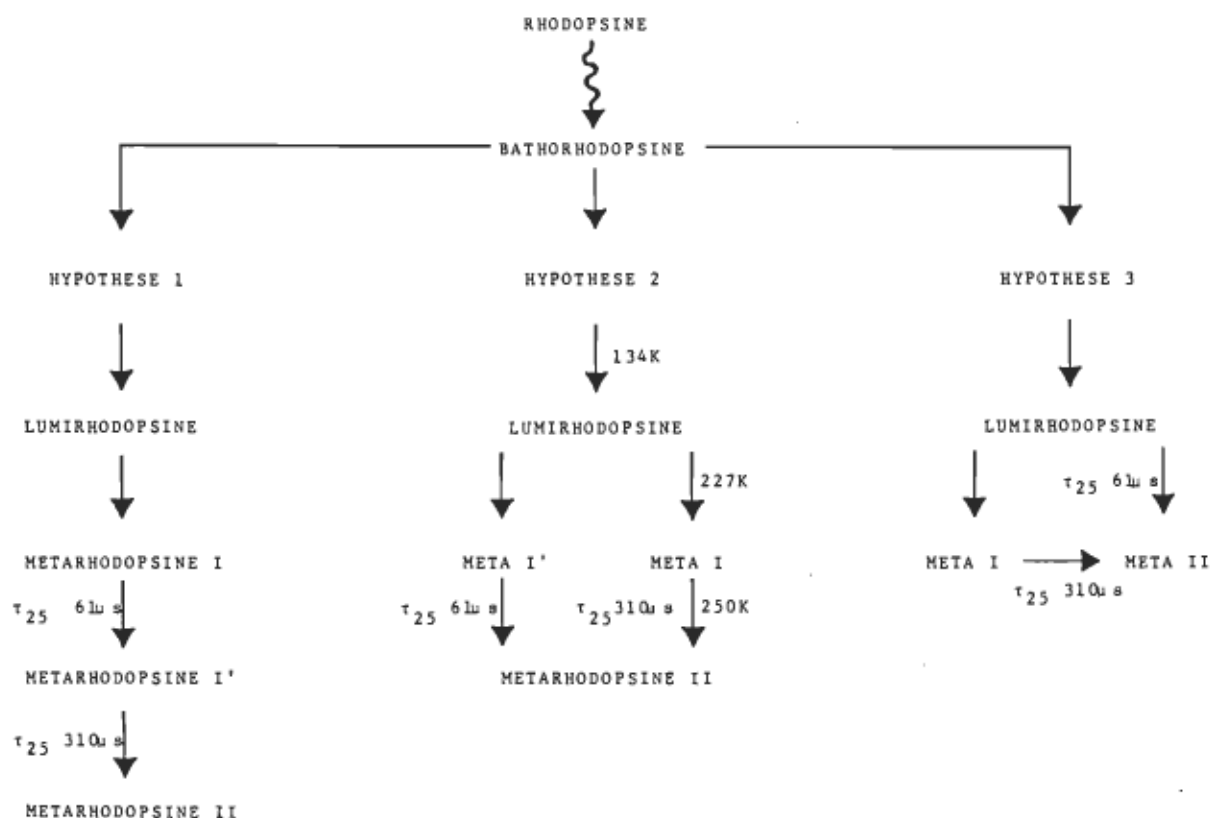 RHODOPSINE
BATHORHODOPSINE
HYPOTHESE 1
HYPOTHESE 2
HYPOTHESE 3
134K
LUMIRHODOPSINE
LUMIRHODOPSINE
LUMIRHODOPSINE
227K
τ25 61μs
METARHODOPSINE I
META I'
META I
META I
META II
τ25 310μs
τ25 61μs
τ25 61μs
τ25 310μs
250K
METARHODOPSINE I'
METARHODOPSINE II
τ25 310μs
METARHODOPSINE II